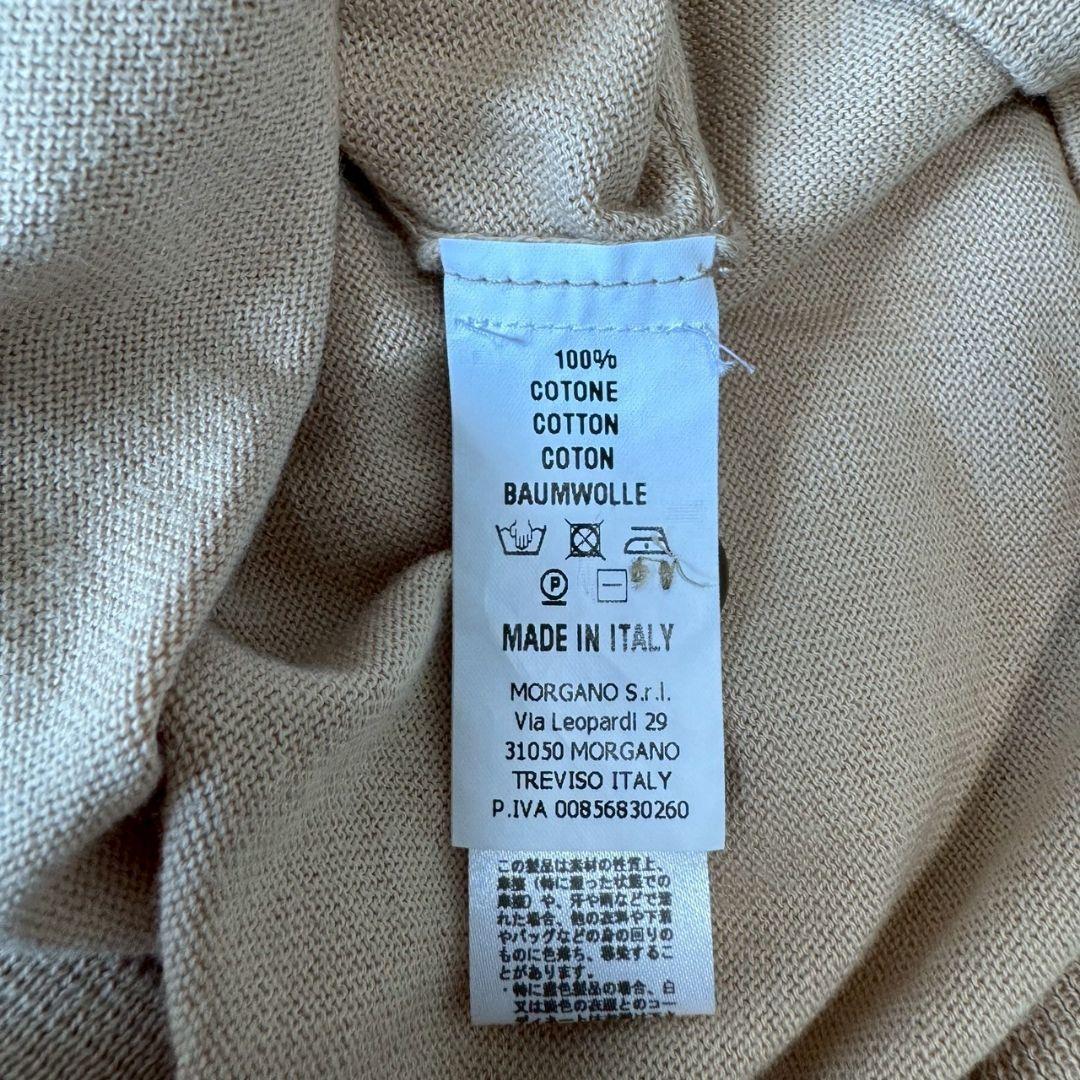 100%
COTONE
COTTON
COTON
BAUMWOLLE
P
MADE IN ITALY
MORGANO S.r.l.
Via Leopardi 29
31050 MORGANO
TREVISO ITALY
P.IVA 00856830260
この製品は素材の性質上、
摩擦（特に湿った状態での
摩擦）や、汗や雨などで濡
れた場合、他の衣料や下着
やバッグなどの身の回りの
ものに色落ち、移染するこ
とがあります。
・特に濃色製品の場合、白
又は淡色の衣服とのコー